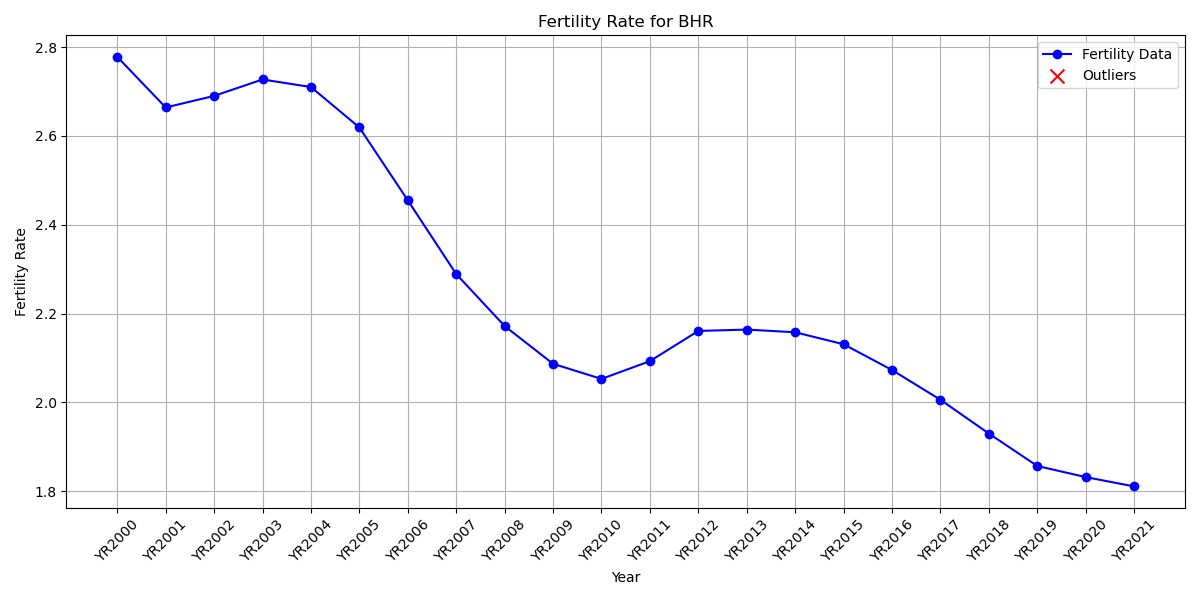 Fertility Rate for BHR
Fertility Data
Outliers
2.8
2.6
2.4
2.2
2.0
1.8
Fertility Rate
YR2000 YR2001 YR2002 YR2003 YR2004 YR2005 YR2006 YR2007 YR2008 YR2009 YR2010 YR2011 YR2012 YR2013 YR2014 YR2015 YR2016 YR2017 YR2018 YR2019 YR2020 YR2021
Year